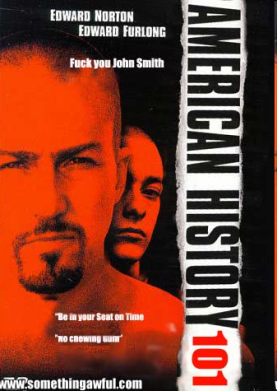 EDWARD NORTON
EDWARD FURLONG
Fuck you John Smith
AMERICAN HISTORY 101
"Be in your Seat on Time
"No chewing Gum"
www.somethingawful.com